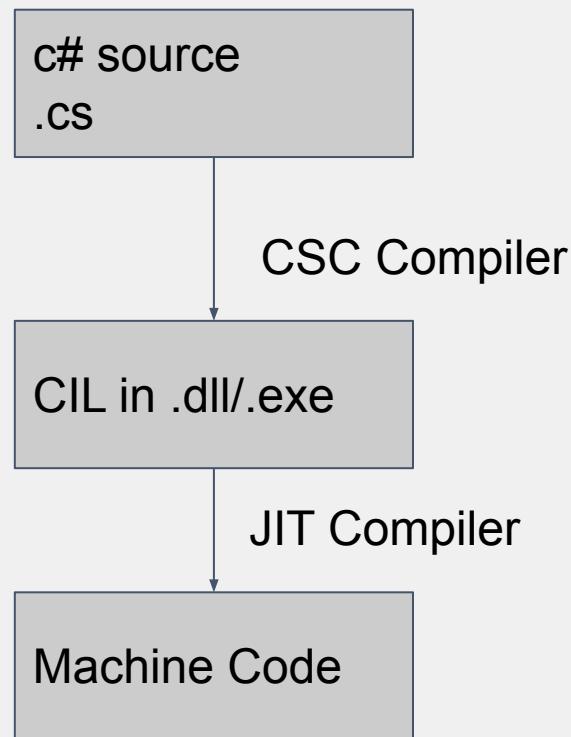 c# source
.cs
CSC Compiler
CIL in .dll/.exe
JIT Compiler
Machine Code